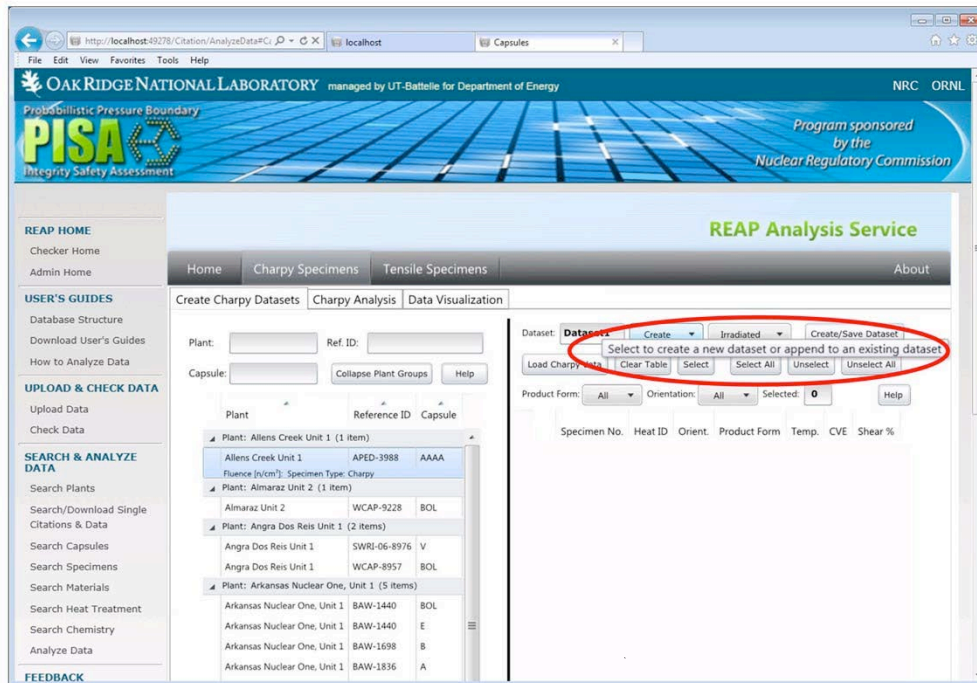 http://localhost:49278/Citation/AnalyzeData#Ca
localhost
Capsules
File Edit View Favorites Tools Help
OAK RIDGE NATIONAL LABORATORY managed by UT-Battelle for Department of Energy
NRC ORNL
Probabillistic Pressure Boundary
PISA
Integrity Safety Assessment
Program sponsored
by the
Nuclear Regulatory Commission
REAP Analysis Service
Home Charpy Specimens Tensile Specimens About
REAP HOME
Checker Home
Admin Home
USER'S GUIDES
Database Structure
Download User's Guides
How to Analyze Data
UPLOAD & CHECK DATA
Upload Data
Check Data
SEARCH & ANALYZE
DATA
Search Plants
Search/Download Single
Citations & Data
Search Capsules
Search Specimens
Search Materials
Search Heat Treatment
Search Chemistry
Analyze Data
FEEDBACK
Create Charpy Datasets Charpy Analysis Data Visualization
Plant: Ref. ID:
Capsule: Collapse Plant Groups Help
Plant Reference ID Capsule
Plant: Allens Creek Unit 1 (1 item)
Allens Creek Unit 1 APED-3988 AAAA
Fluence [n/cm²]: Specimen Type: Charpy
Plant: Almaraz Unit 2 (1 item)
Almaraz Unit 2 WCAP-9228 BOL
Plant: Angra Dos Reis Unit 1 (2 items)
Angra Dos Reis Unit 1 SWRI-06-8976 V
Angra Dos Reis Unit 1 WCAP-8957 BOL
Plant: Arkansas Nuclear One, Unit 1 (5 items)
Arkansas Nuclear One, Unit 1 BAW-1440 BOL
Arkansas Nuclear One, Unit 1 BAW-1440 E
Arkansas Nuclear One, Unit 1 BAW-1698 B
Arkansas Nuclear One, Unit 1 BAW-1836 A
Dataset: Dataset1 Create Irradiated Create/Save Dataset
Select to create a new dataset or append to an existing dataset
Load Charpy Data Clear Table Select Select All Unselect Unselect All
Product Form: All Orientation: All Selected: 0 Help
Specimen No. Heat ID Orient. Product Form Temp. CVE Shear %